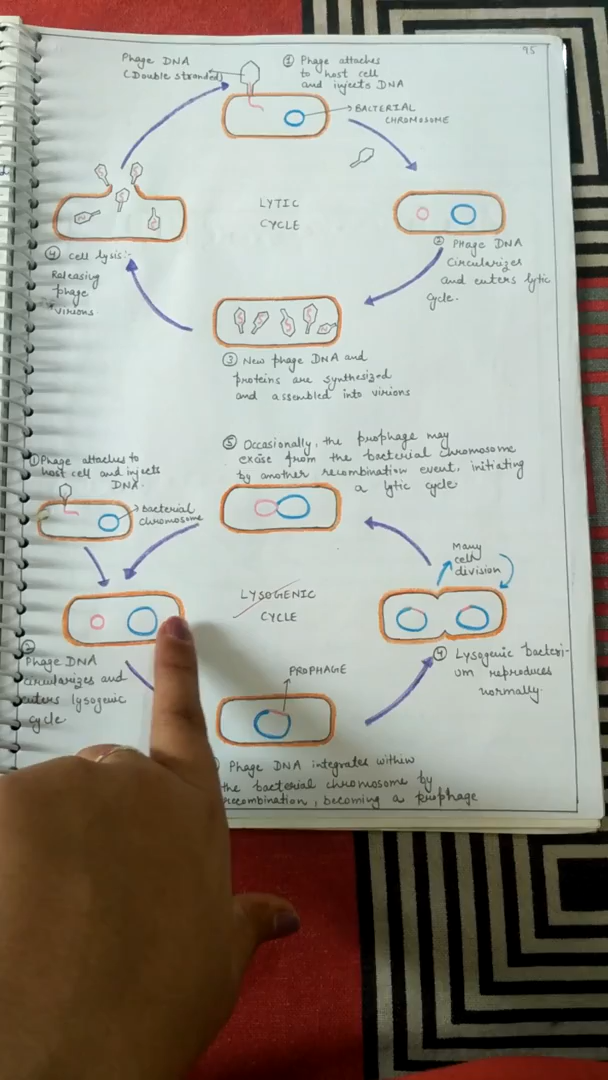 95
Phage DNA
(Double stranded)
① Phage attaches
to host cell
and injects DNA
BACTERIAL
CHROMOSOME
LYTIC
CYCLE
② Phage DNA
circularizes
and enters lytic
cycle.
③ New phage DNA and
proteins are synthesized
and assembled into virions
④ cell lysis:-
Releasing
phage
virions.
⑤ Occasionally, the prophage may
excise from the bacterial chromosome
by another recombination event, initiating
a lytic cycle
① Phage attaches to
host cell and injects
DNA.
Bacterial
chromosome
LYSOGENIC
CYCLE
Many
cell
division
④ Lysogenic bacteri-
um reproduces
normally.
Phage DNA
circularizes and
enters lysogenic
cycle
PROPHAGE
Phage DNA integrates within
the bacterial chromosome by
recombination, becoming a prophage